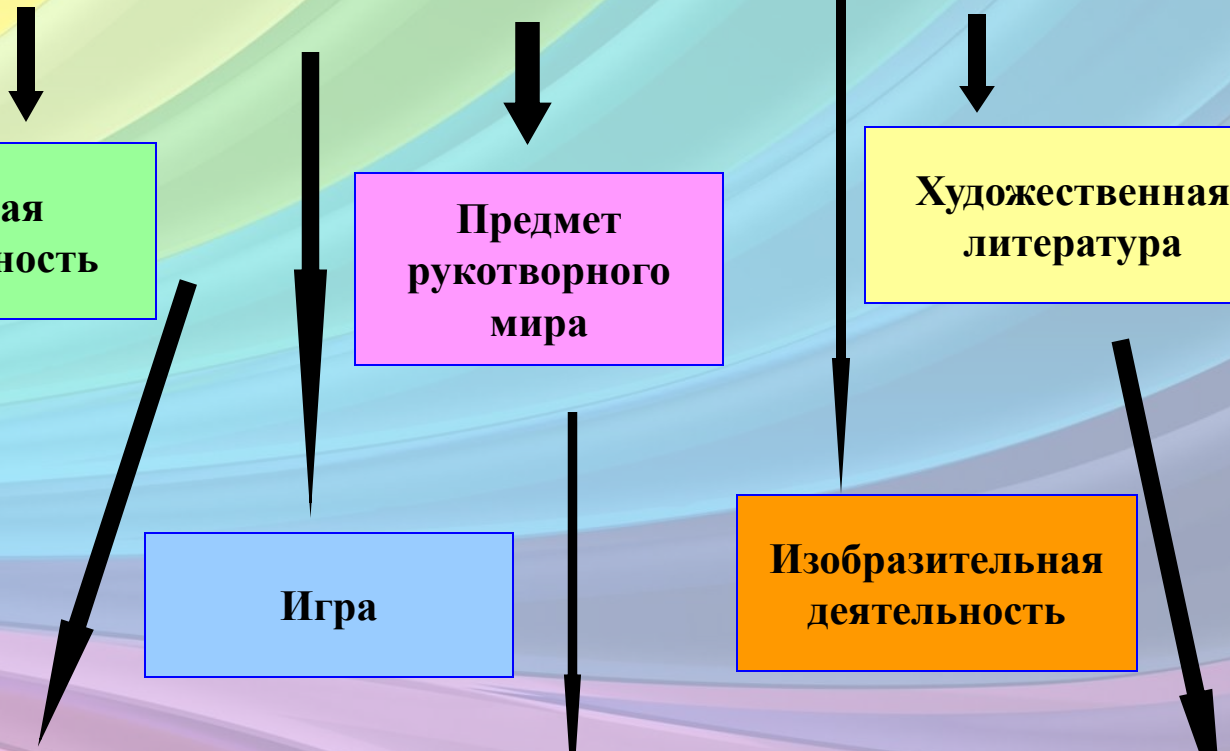 ая
ность
Предмет
рукотворного
мира
Художественная
литература
Игра
Изобразительная
деятельность